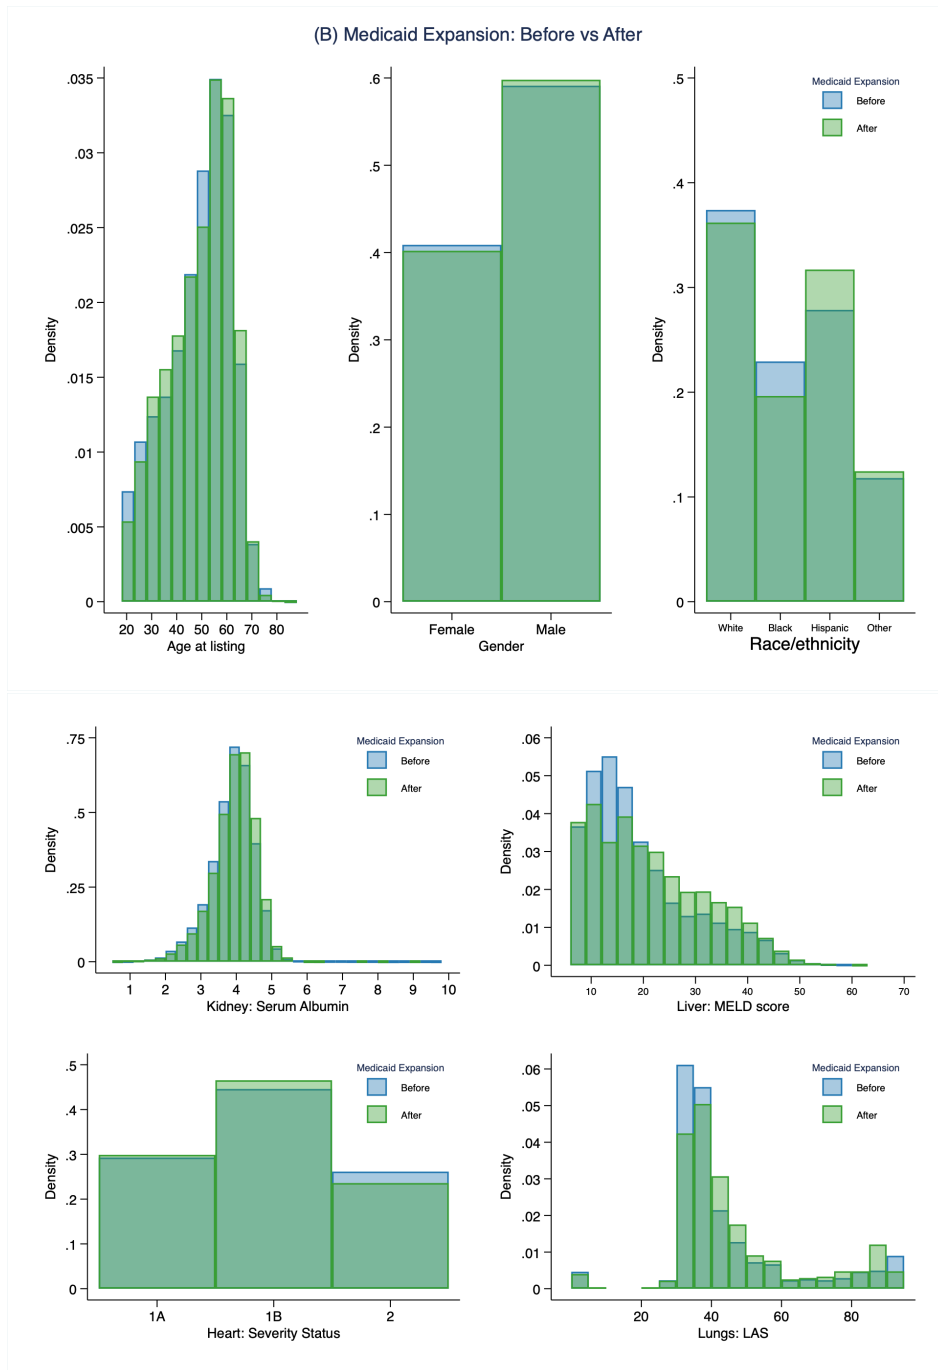 (B) Medicaid Expansion: Before vs After
.035
.03
.025
.02
.015
.01
.005
0
Density
20 30 40 50 60 70 80
Age at listing
.6
.5
.4
.3
.2
.1
0
Density
Female Male
Gender
.5
.4
.3
.2
.1
0
Density
Medicaid Expansion
Before
After
White Black Hispanic Other
Race/ethnicity
.75
.5
.25
0
Density
Medicaid Expansion
Before
After
1 2 3 4 5 6 7 8 9 10
Kidney: Serum Albumin
.06
.05
.04
.03
.02
.01
0
Density
Medicaid Expansion
Before
After
10 20 30 40 50 60 70
Liver: MELD score
.5
.4
.3
.2
.1
0
Density
Medicaid Expansion
Before
After
1A 1B 2
Heart: Severity Status
.06
.05
.04
.03
.02
.01
0
Density
Medicaid Expansion
Before
After
20 40 60 80
Lungs: LAS